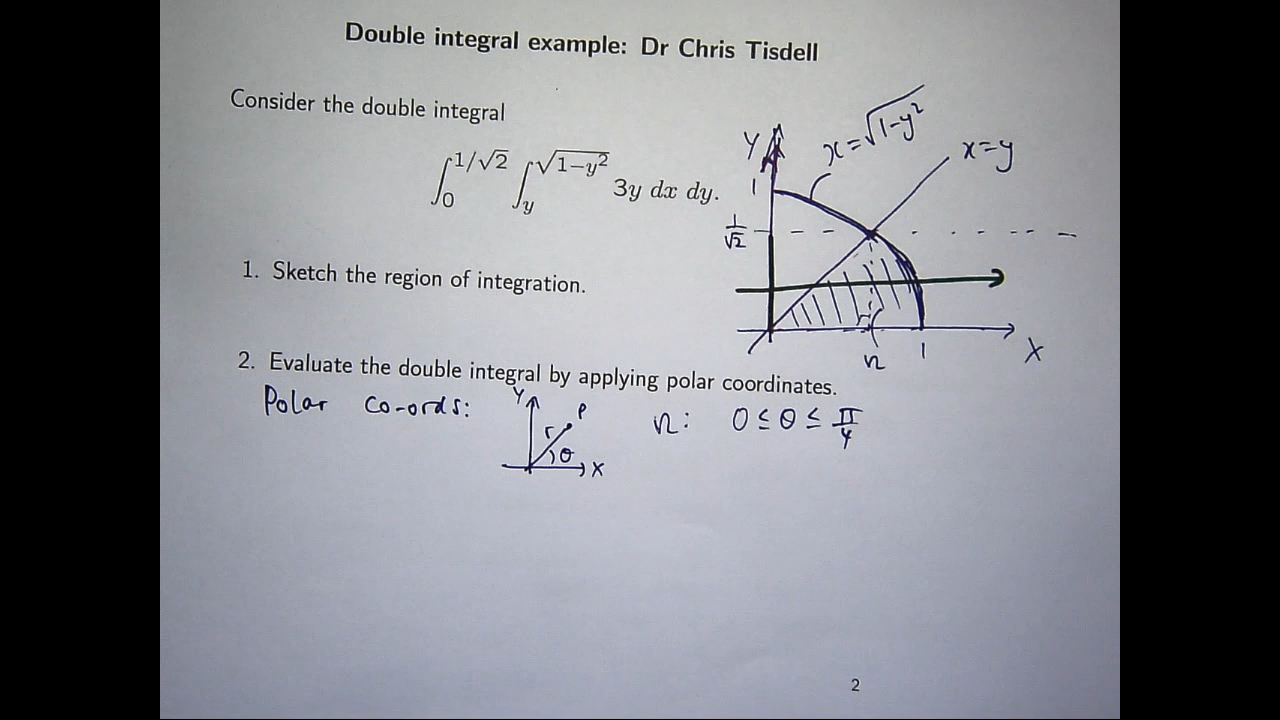 Double integral example: Dr Chris Tisdell
Consider the double integral
∫₀^{1/√2} ∫_y^{√(1−y²)} 3y dx dy.
1. Sketch the region of integration.
Y
x=√(1-y²)
x=y
1
1/√2
Ω
1
X
2. Evaluate the double integral by applying polar coordinates.
Polar Co-ords:
Y
P
r
θ
X
Ω: 0 ≤ θ ≤ π/4
2